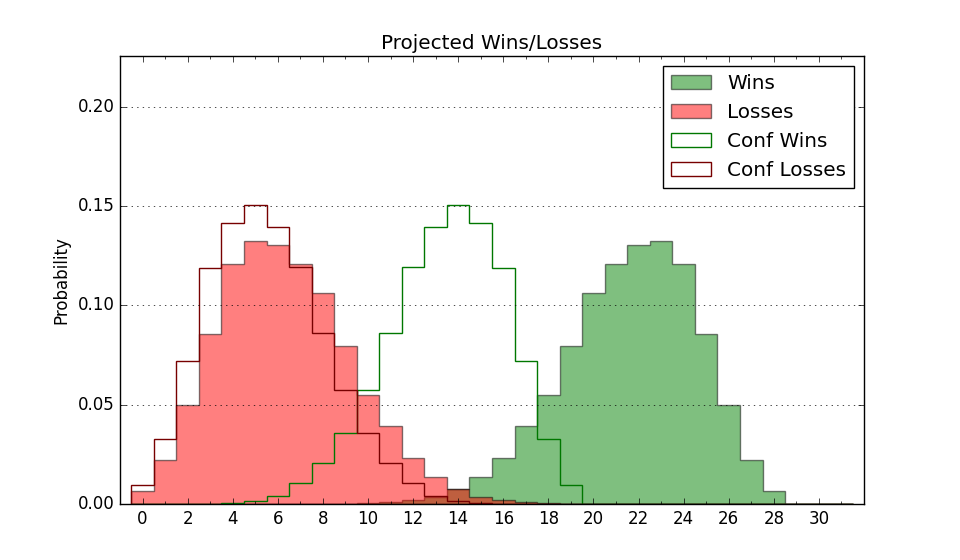 Projected Wins/Losses
Wins
Losses
Conf Wins
Conf Losses
Probability
0.20
0.15
0.10
0.05
0.00
0 2 4 6 8 10 12 14 16 18 20 22 24 26 28 30